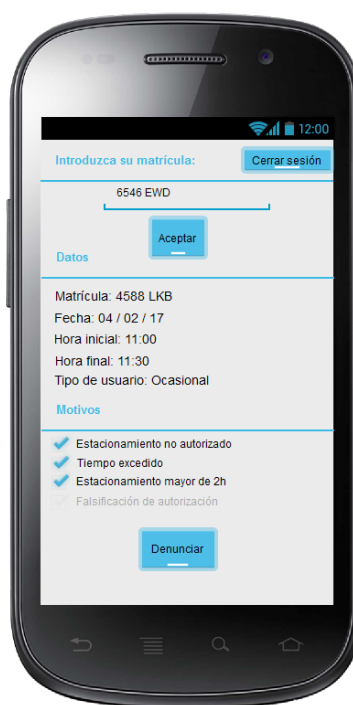 12:00
Introduzca su matrícula:
Cerrar sesión
6546 EWD
Aceptar
Datos
Matrícula: 4588 LKB
Fecha: 04 / 02 / 17
Hora inicial: 11:00
Hora final: 11:30
Tipo de usuario: Ocasional
Motivos
Estacionamiento no autorizado
Tiempo excedido
Estacionamiento mayor de 2h
Falsificación de autorización
Denunciar